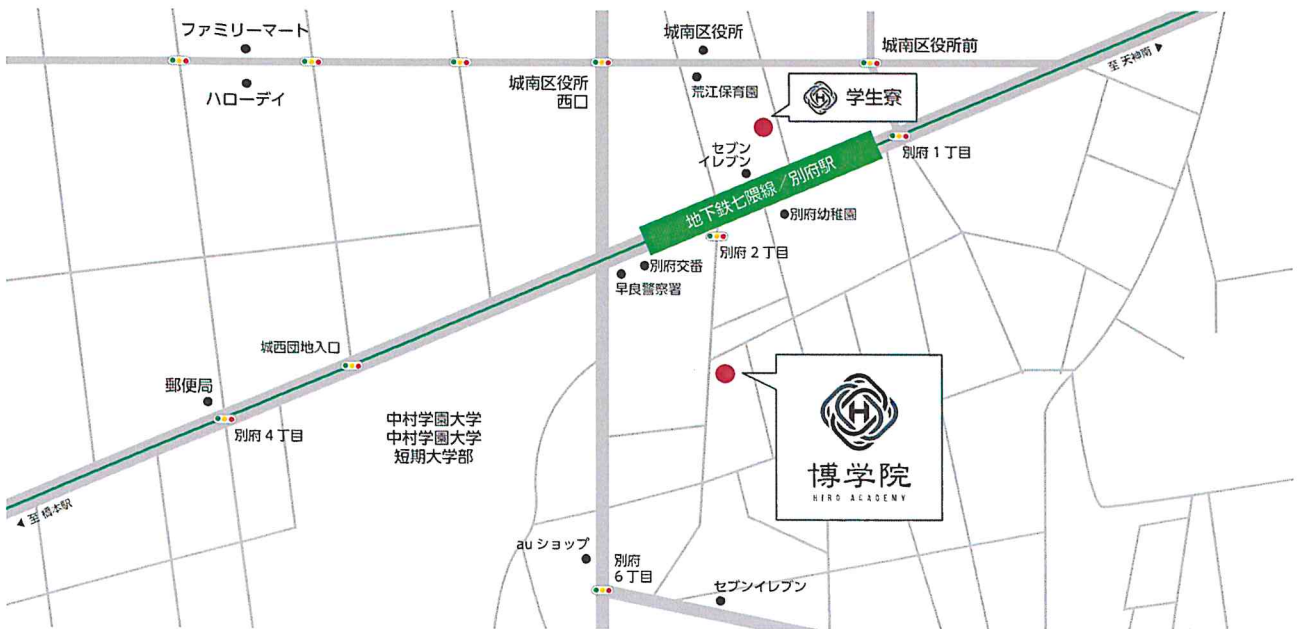 ファミリーマート
ハローデイ
城南区役所
西口
城南区役所
荒江保育園
城南区役所前
至 天神南 ▶
H
学生寮
セブン
イレブン
別府1丁目
地下鉄七隈線/別府駅
別府幼稚園
別府2丁目
別府交番
早良警察署
城西団地入口
郵便局
別府4丁目
◀ 至 橋本駅
中村学園大学
中村学園大学
短期大学部
H
博学院
HIRO ACADEMY
auショップ
別府
6丁目
セブンイレブン